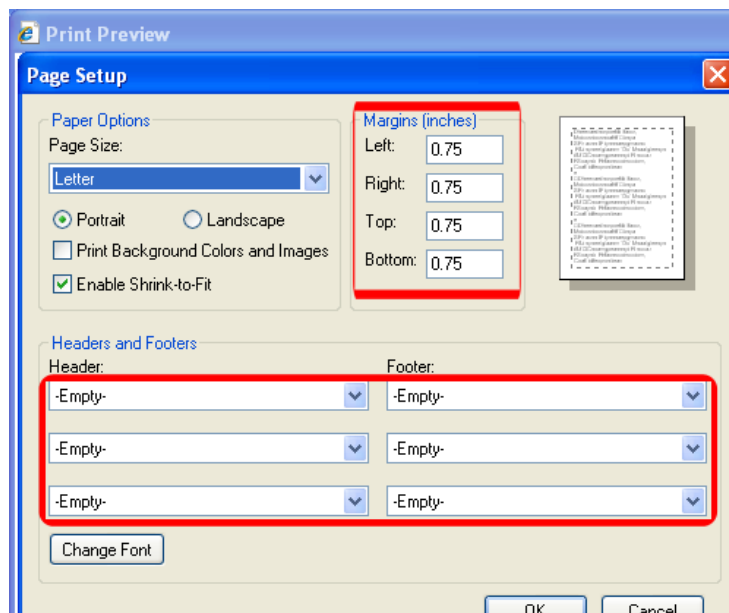 Print Preview
Page Setup
Paper Options
Page Size:
Letter
Portrait Landscape
Print Background Colors and Images
Enable Shrink-to-Fit
Margins (inches)
Left: 0.75
Right: 0.75
Top: 0.75
Bottom: 0.75
Headers and Footers
Header: Footer:
-Empty- -Empty-
-Empty- -Empty-
-Empty- -Empty-
Change Font
OK Cancel